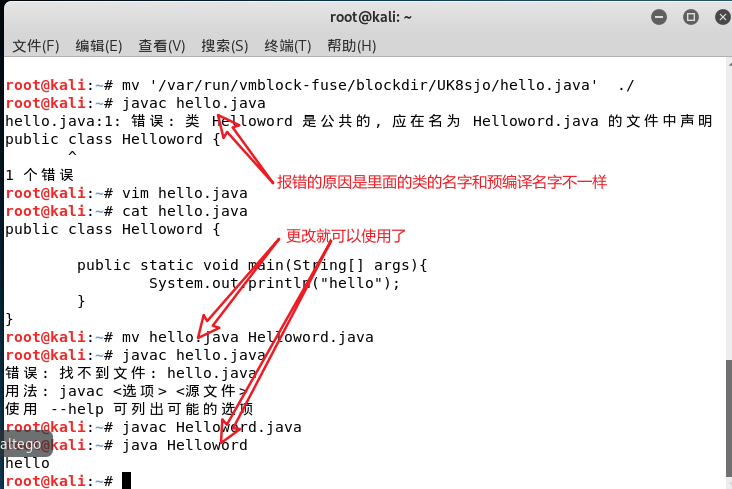 root@kali: ~
文件(F) 编辑(E) 查看(V) 搜索(S) 终端(T) 帮助(H)
root@kali:~# mv '/var/run/vmblock-fuse/blockdir/UK8sjo/hello.java'  ./
root@kali:~# javac hello.java
hello.java:1: 错误: 类 Helloword 是公共的, 应在名为 Helloword.java 的文件中声明
public class Helloword {
       ^
1 个错误
报错的原因是里面的类的名字和预编译名字不一样
root@kali:~# vim hello.java
root@kali:~# cat hello.java
public class Helloword {
更改就可以使用了
        public static void main(String[] args){
                System.out.println("hello");
        }
}
root@kali:~# mv hello.java Helloword.java
root@kali:~# javac hello.java
错误: 找不到文件: hello.java
用法: javac <选项> <源文件>
使用 --help 可列出可能的选项
root@kali:~# javac Helloword.java
altego
root@kali:~# java Helloword
hello
root@kali:~#